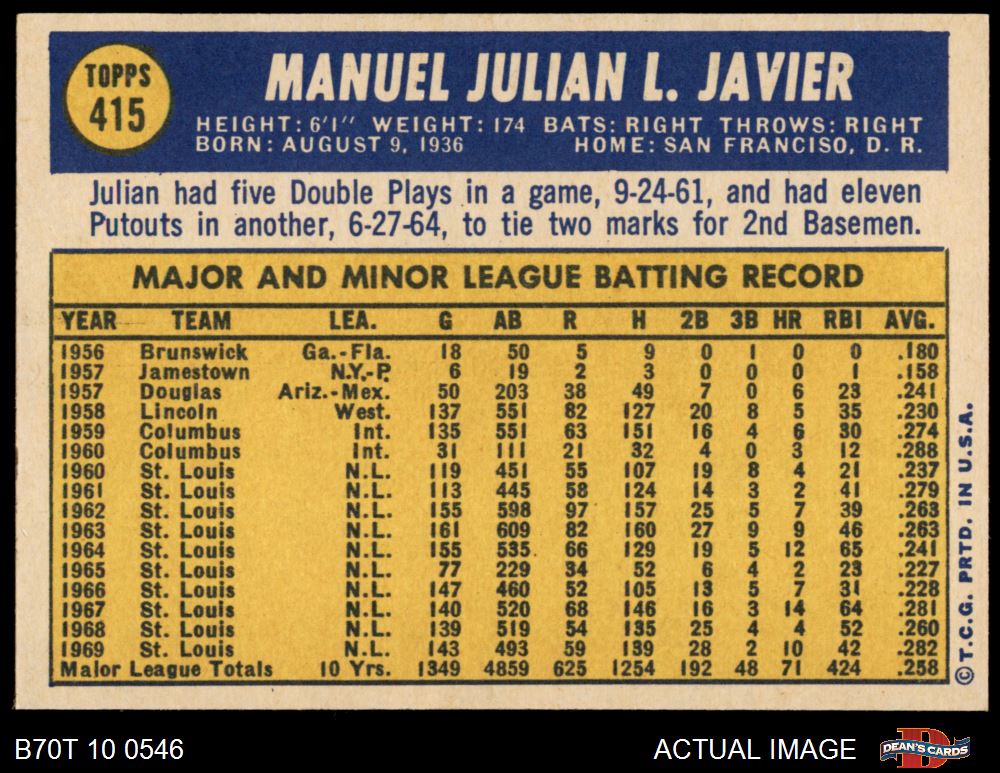 TOPPS
415
MANUEL JULIAN L. JAVIER
HEIGHT: 6'1" WEIGHT: 174 BATS: RIGHT THROWS: RIGHT
BORN: AUGUST 9, 1936 HOME: SAN FRANCISO, D. R.
Julian had five Double Plays in a game, 9-24-61, and had eleven
Putouts in another, 6-27-64, to tie two marks for 2nd Basemen.
MAJOR AND MINOR LEAGUE BATTING RECORD
YEAR TEAM LEA. G AB R H 2B 3B HR RBI AVG.
1956 Brunswick Ga.-Fla. 18 50 5 9 0 1 0 0 .180
1957 Jamestown N.Y.-P. 6 19 2 3 0 0 0 1 .158
1957 Douglas Ariz.-Mex. 50 203 38 49 7 0 6 23 .241
1958 Lincoln West. 137 551 82 127 20 8 5 35 .230
1959 Columbus Int. 135 551 63 151 16 4 6 30 .274
1960 Columbus Int. 31 111 21 32 4 0 3 12 .288
1960 St. Louis N.L. 119 451 55 107 19 8 4 21 .237
1961 St. Louis N.L. 113 445 58 124 14 3 2 41 .279
1962 St. Louis N.L. 155 598 97 157 25 5 7 39 .263
1963 St. Louis N.L. 161 609 82 160 27 9 9 46 .263
1964 St. Louis N.L. 155 535 66 129 19 5 12 65 .241
1965 St. Louis N.L. 77 229 34 52 6 4 2 23 .227
1966 St. Louis N.L. 147 460 52 105 13 5 7 31 .228
1967 St. Louis N.L. 140 520 68 146 16 3 14 64 .281
1968 St. Louis N.L. 139 519 54 135 25 4 4 52 .260
1969 St. Louis N.L. 143 493 59 139 28 2 10 42 .282
Major League Totals 10 Yrs. 1349 4859 625 1254 192 48 71 424 .258
© T.C.G. PRTD. IN U.S.A.
B70T 10 0546 ACTUAL IMAGE
D
DEAN'S CARDS